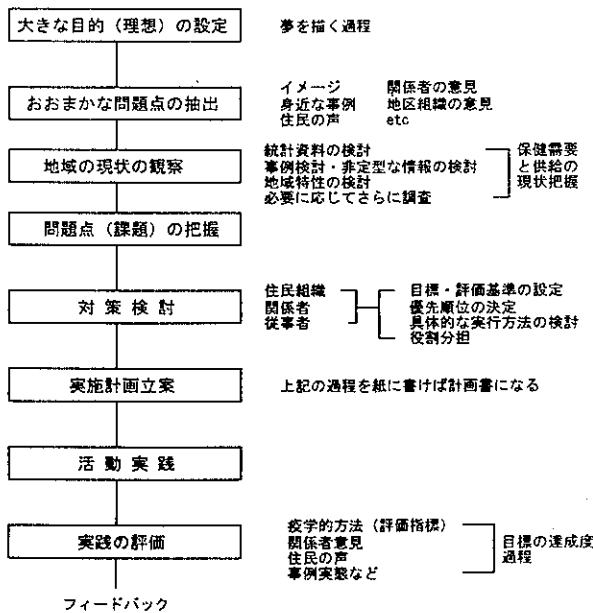 大きな目的（理想）の設定　夢を描く過程
おおまかな問題点の抽出
イメージ　関係者の意見
身近な事例　地区組織の意見
住民の声　etc
地域の現状の観察
統計資料の検討
事例検討・非定型な情報の検討
地域特性の検討
必要に応じてさらに調査
保健需要
と供給の
現状把握
問題点（課題）の把握
対策検討
住民組織
関係者
従事者
目標・評価基準の設定
優先順位の決定
具体的な実行方法の検討
役割分担
実施計画立案　上記の過程を紙に書けば計画書になる
活動実践
実践の評価
疫学的方法（評価指標）
関係者意見
住民の声
事例実態など
目標の達成度
過程
フィードバック